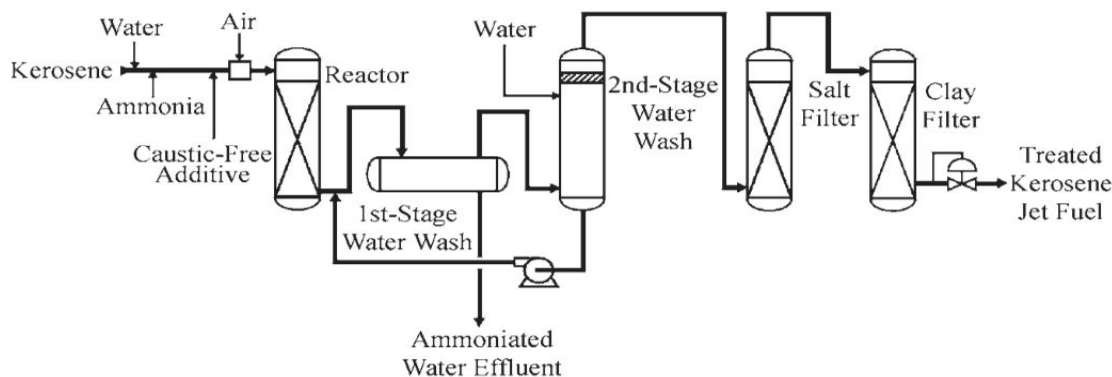 Water
Air
Kerosene
Ammonia
Caustic-Free
Additive
Reactor
1st-Stage
Water Wash
Ammoniated
Water Effluent
Water
2nd-Stage
Water
Wash
Salt
Filter
Clay
Filter
Treated
Kerosene
Jet Fuel